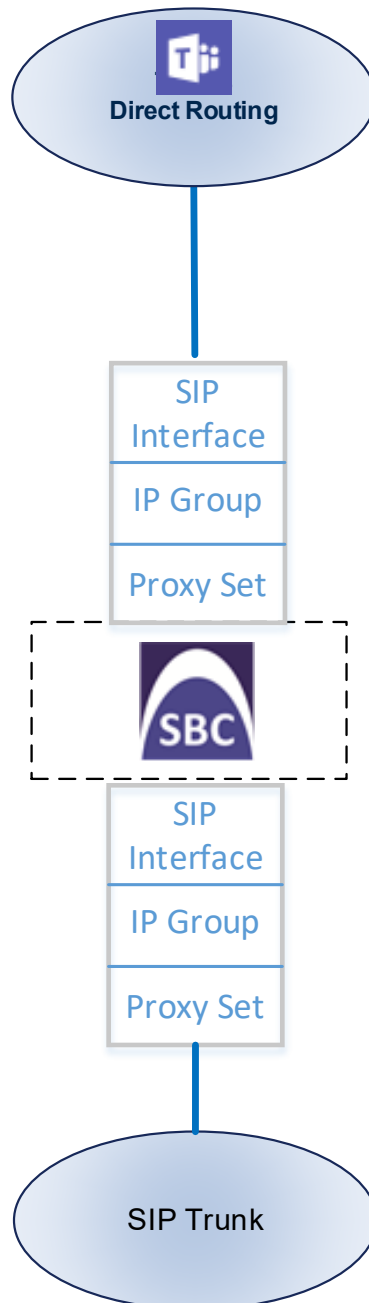 T
Direct Routing
SIP
Interface
IP Group
Proxy Set
SBC
SIP
Interface
IP Group
Proxy Set
SIP Trunk